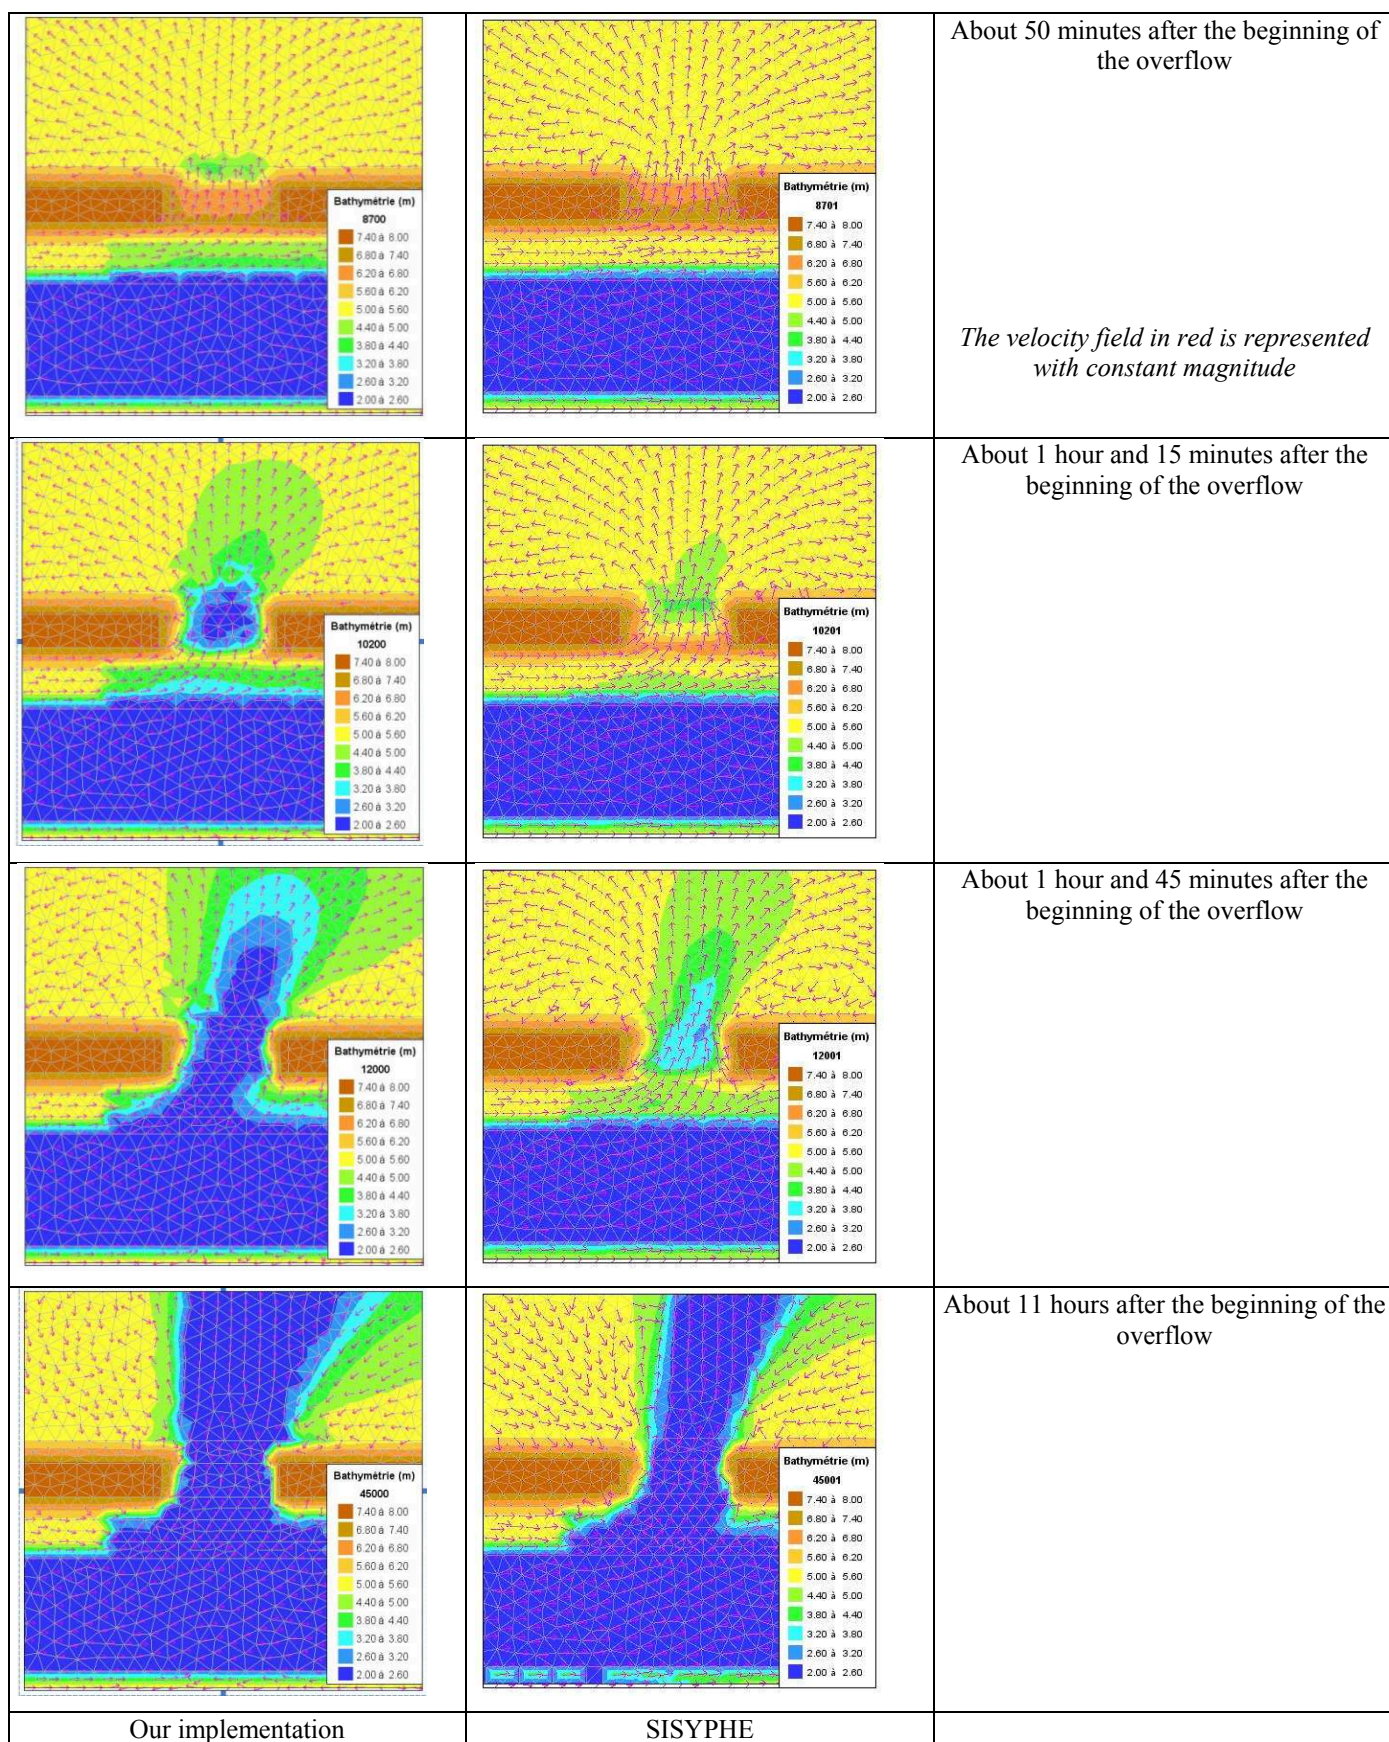 About 50 minutes after the beginning of
the overflow
Bathymétrie (m)
8700
7.40 à 8.00
6.80 à 7.40
6.20 à 6.80
5.60 à 6.20
5.00 à 5.60
4.40 à 5.00
3.80 à 4.40
3.20 à 3.80
2.60 à 3.20
2.00 à 2.60
Bathymétrie (m)
8701
7.40 à 8.00
6.80 à 7.40
6.20 à 6.80
5.60 à 6.20
5.00 à 5.60
4.40 à 5.00
3.80 à 4.40
3.20 à 3.80
2.60 à 3.20
2.00 à 2.60
The velocity field in red is represented
with constant magnitude
About 1 hour and 15 minutes after the
beginning of the overflow
Bathymétrie (m)
10200
7.40 à 8.00
6.80 à 7.40
6.20 à 6.80
5.60 à 6.20
5.00 à 5.60
4.40 à 5.00
3.80 à 4.40
3.20 à 3.80
2.60 à 3.20
2.00 à 2.60
Bathymétrie (m)
10201
7.40 à 8.00
6.80 à 7.40
6.20 à 6.80
5.60 à 6.20
5.00 à 5.60
4.40 à 5.00
3.80 à 4.40
3.20 à 3.80
2.60 à 3.20
2.00 à 2.60
About 1 hour and 45 minutes after the
beginning of the overflow
Bathymétrie (m)
12000
7.40 à 8.00
6.80 à 7.40
6.20 à 6.80
5.60 à 6.20
5.00 à 5.60
4.40 à 5.00
3.80 à 4.40
3.20 à 3.80
2.60 à 3.20
2.00 à 2.60
Bathymétrie (m)
12001
7.40 à 8.00
6.80 à 7.40
6.20 à 6.80
5.60 à 6.20
5.00 à 5.60
4.40 à 5.00
3.80 à 4.40
3.20 à 3.80
2.60 à 3.20
2.00 à 2.60
About 11 hours after the beginning of the
overflow
Bathymétrie (m)
45000
7.40 à 8.00
6.80 à 7.40
6.20 à 6.80
5.60 à 6.20
5.00 à 5.60
4.40 à 5.00
3.80 à 4.40
3.20 à 3.80
2.60 à 3.20
2.00 à 2.60
Bathymétrie (m)
45001
7.40 à 8.00
6.80 à 7.40
6.20 à 6.80
5.60 à 6.20
5.00 à 5.60
4.40 à 5.00
3.80 à 4.40
3.20 à 3.80
2.60 à 3.20
2.00 à 2.60
Our implementation
SISYPHE